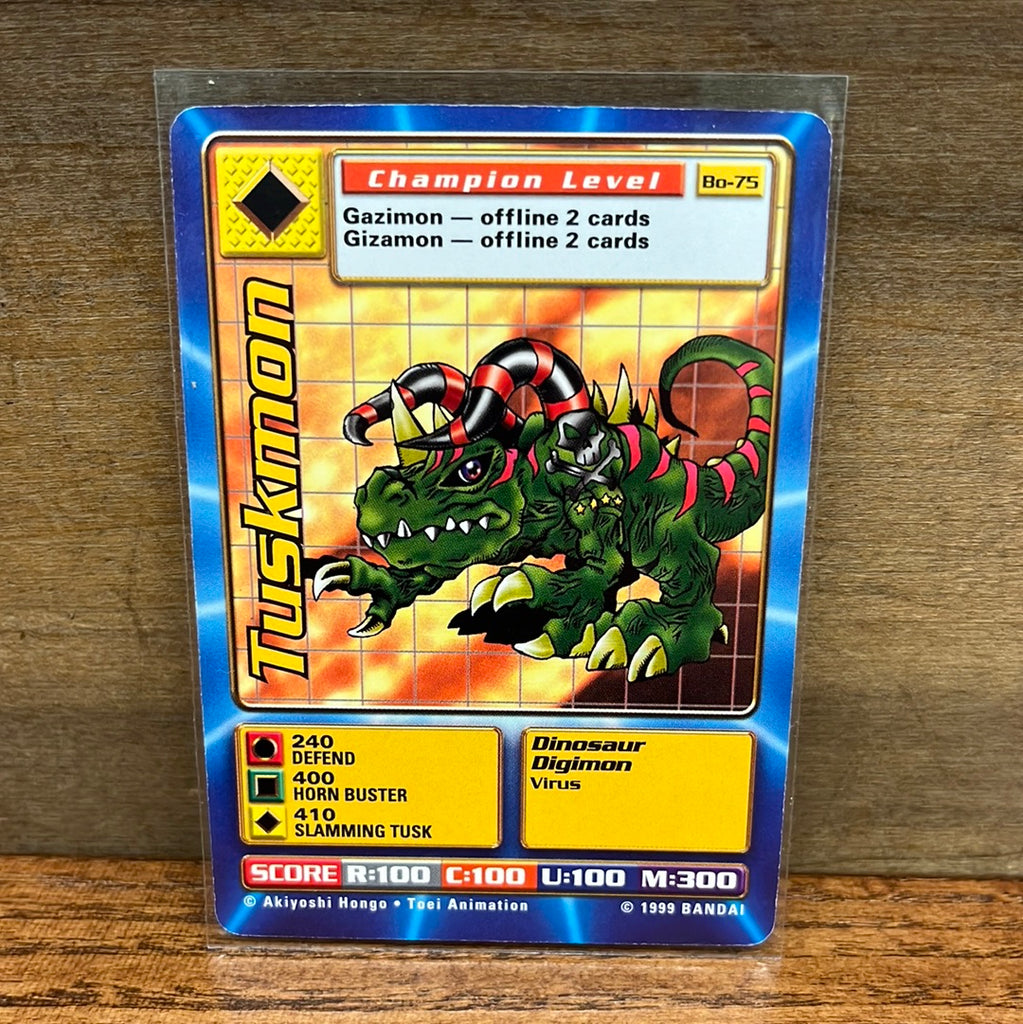 Champion Level
Bo-75
Gazimon — offline 2 cards
Gizamon — offline 2 cards
Tuskmon
240
DEFEND
400
HORN BUSTER
410
SLAMMING TUSK
Dinosaur
Digimon
Virus
SCORE R:100 C:100 U:100 M:300
© Akiyoshi Hongo • Toei Animation
© 1999 BANDAI